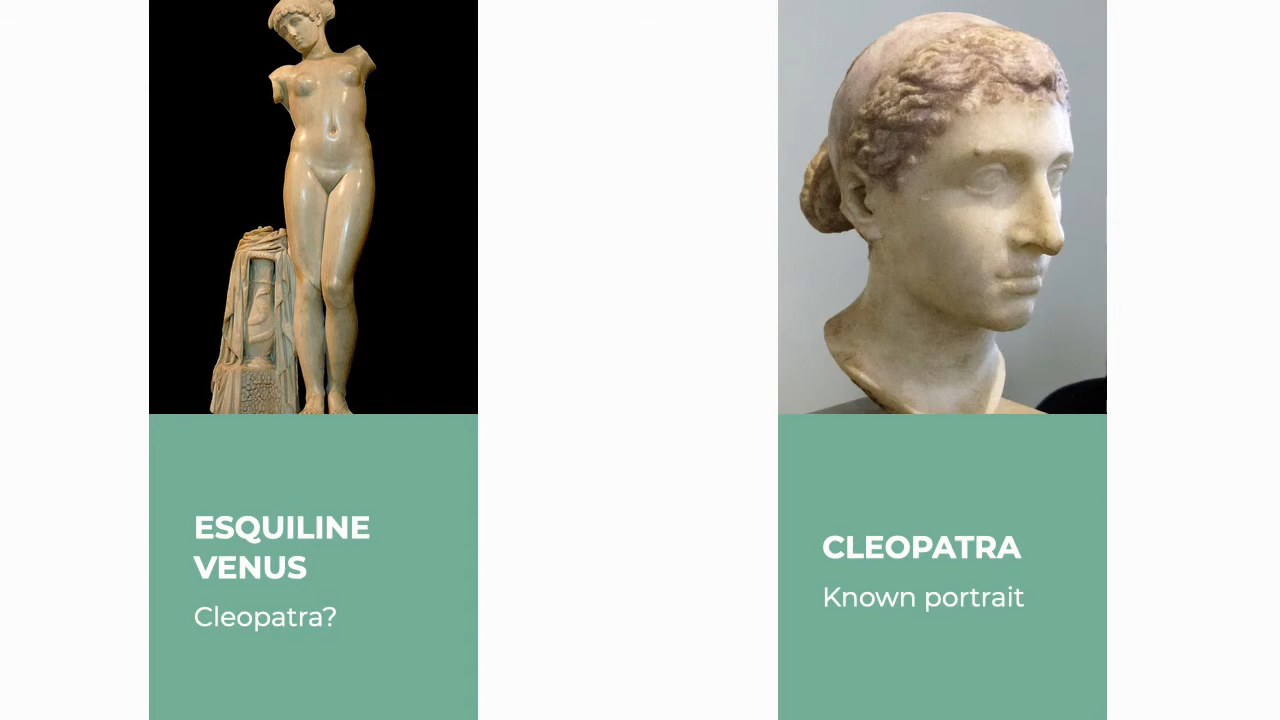 ESQUILINE
VENUS
Cleopatra?
CLEOPATRA
Known portrait